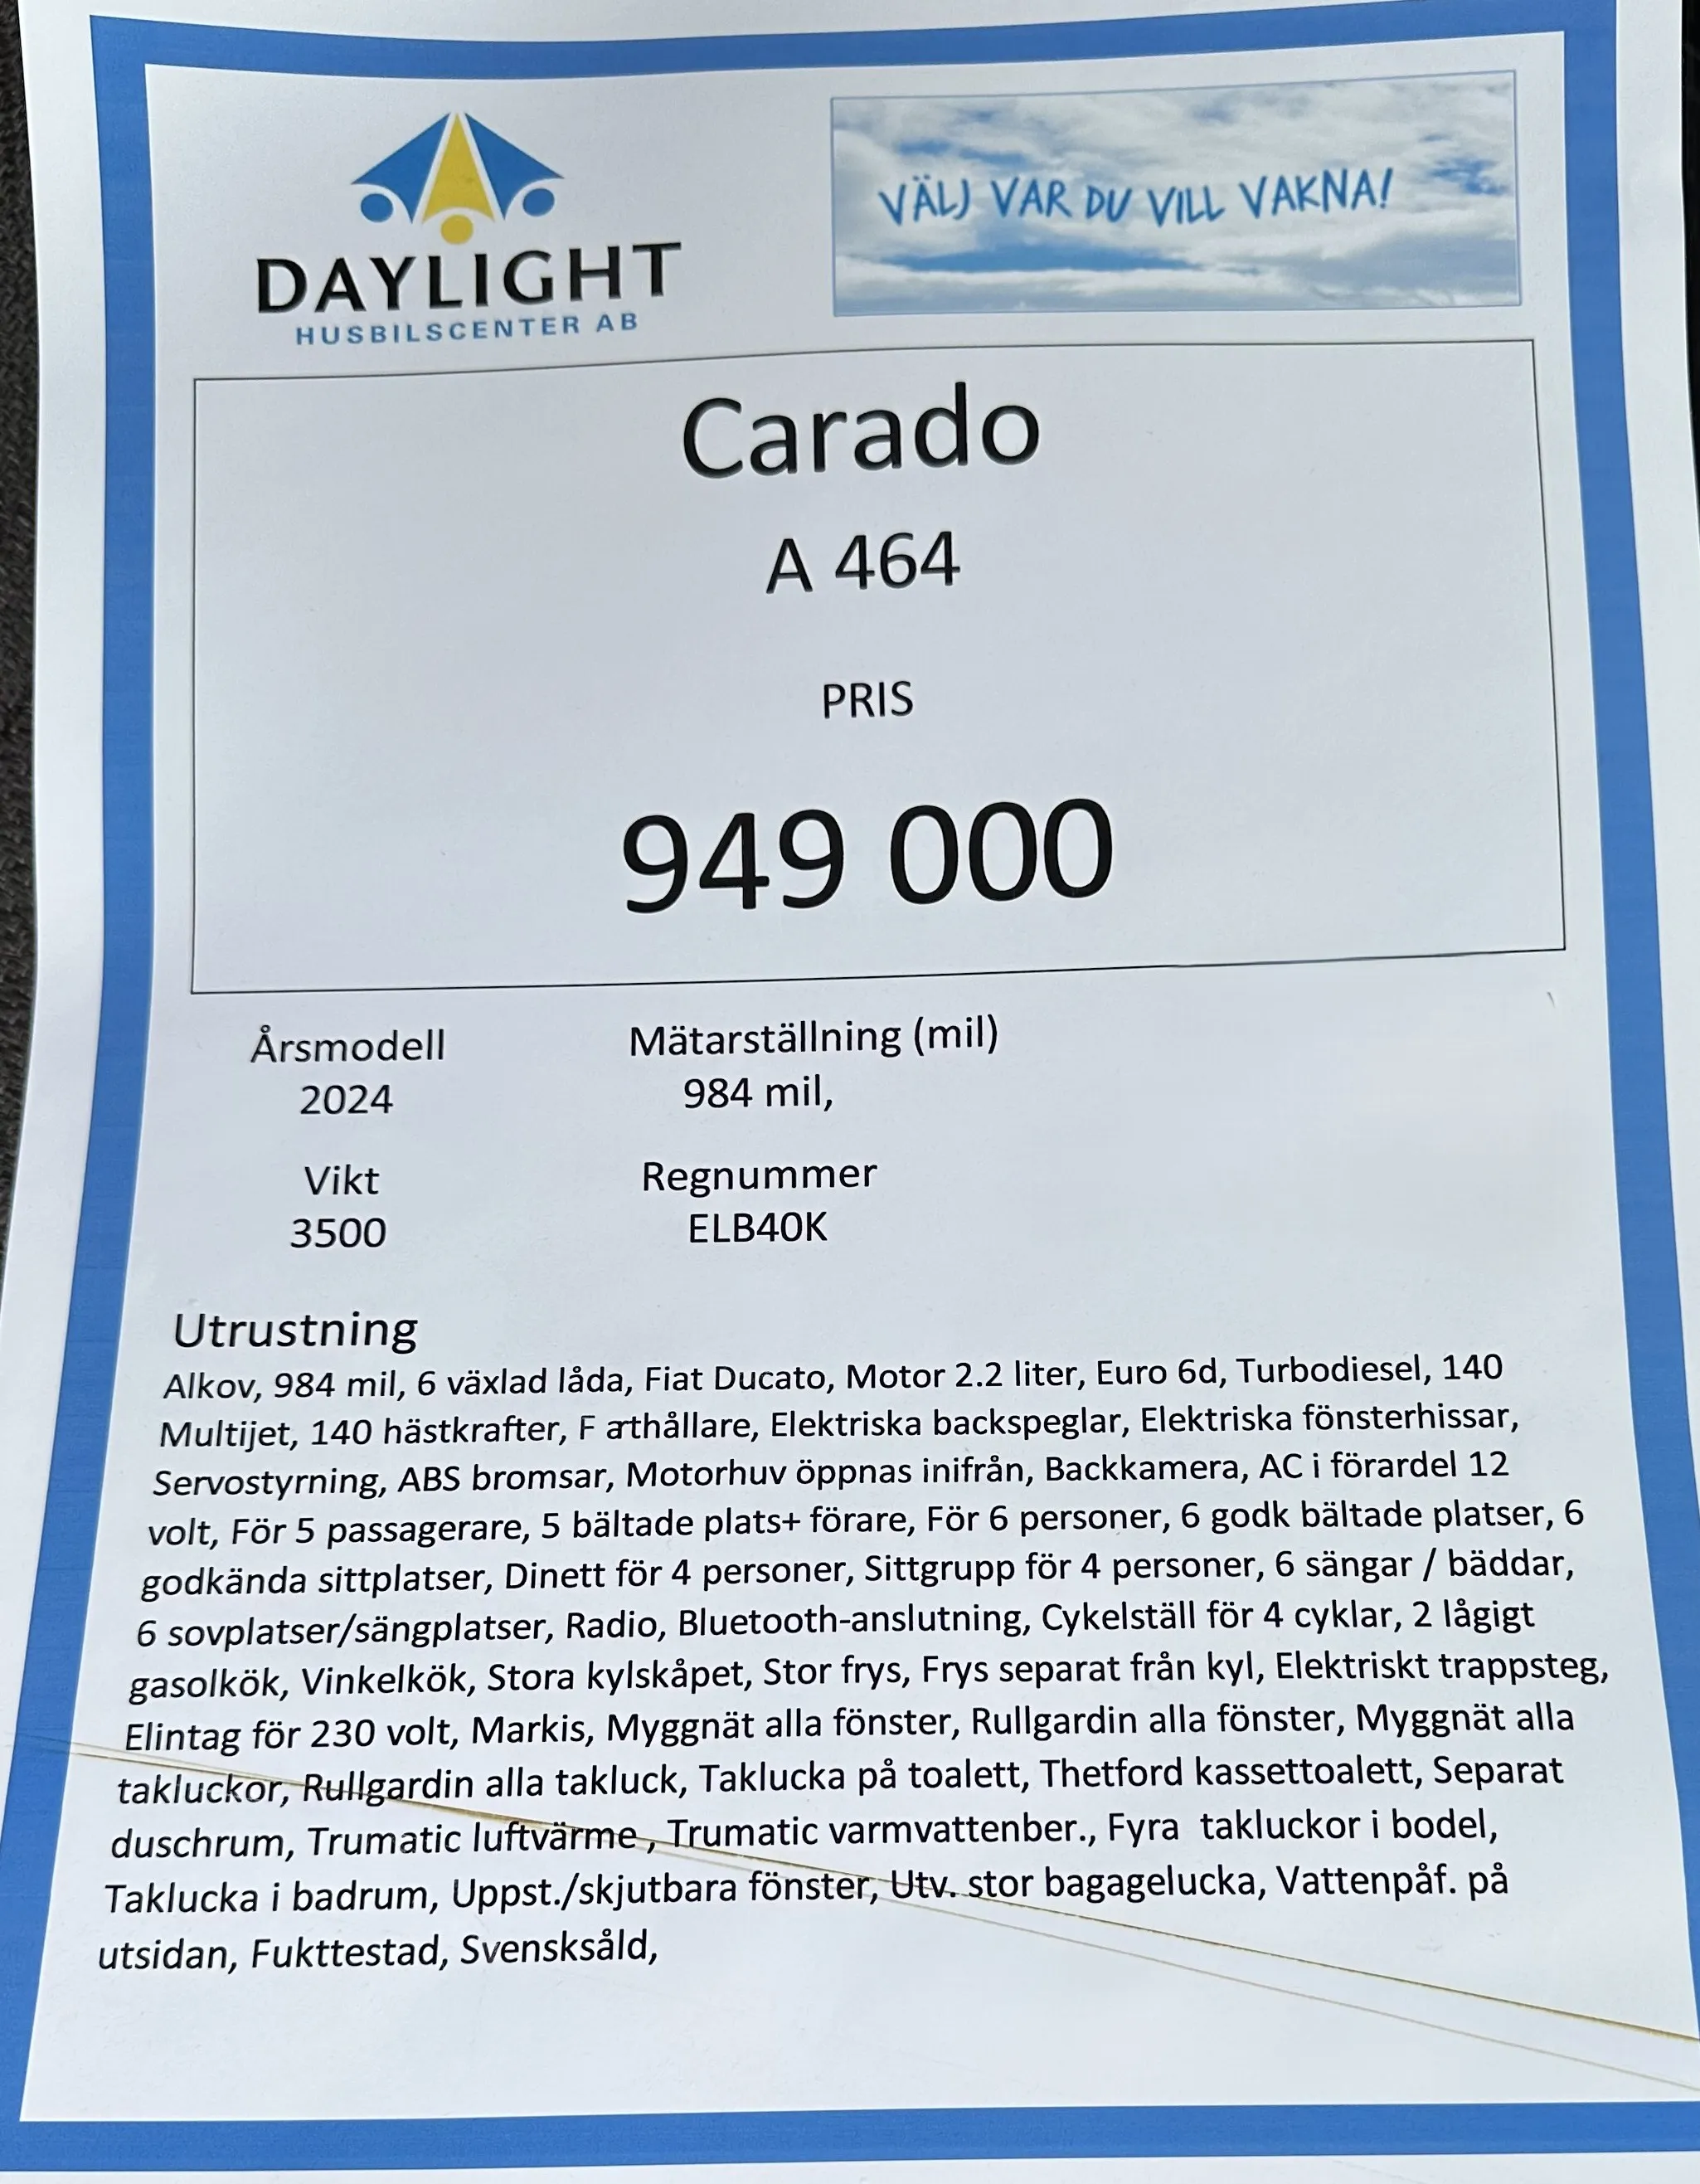 DAYLIGHT
HUSBILSCENTER AB
VÄLJ VAR DU VILL VAKNA!
Carado
A 464
PRIS
949 000
Årsmodell Mätarställning (mil)
2024 984 mil,
Vikt Regnummer
3500 ELB40K
Utrustning
Alkov, 984 mil, 6 växlad låda, Fiat Ducato, Motor 2.2 liter, Euro 6d, Turbodiesel, 140
Multijet, 140 hästkrafter, F arthållare, Elektriska backspeglar, Elektriska fönsterhissar,
Servostyrning, ABS bromsar, Motorhuv öppnas inifrån, Backkamera, AC i förardel 12
volt, För 5 passagerare, 5 bältade plats+ förare, För 6 personer, 6 godk bältade platser, 6
godkända sittplatser, Dinett för 4 personer, Sittgrupp för 4 personer, 6 sängar / bäddar,
6 sovplatser/sängplatser, Radio, Bluetooth-anslutning, Cykelställ för 4 cyklar, 2 lågigt
gasolkök, Vinkelkök, Stora kylskåpet, Stor frys, Frys separat från kyl, Elektriskt trappsteg,
Elintag för 230 volt, Markis, Myggnät alla fönster, Rullgardin alla fönster, Myggnät alla
takluckor, Rullgardin alla takluck, Taklucka på toalett, Thetford kassettoalett, Separat
duschrum, Trumatic luftvärme , Trumatic varmvattenber., Fyra takluckor i bodel,
Taklucka i badrum, Uppst./skjutbara fönster, Utv. stor bagagelucka, Vattenpåf. på
utsidan, Fukttestad, Svensksåld,